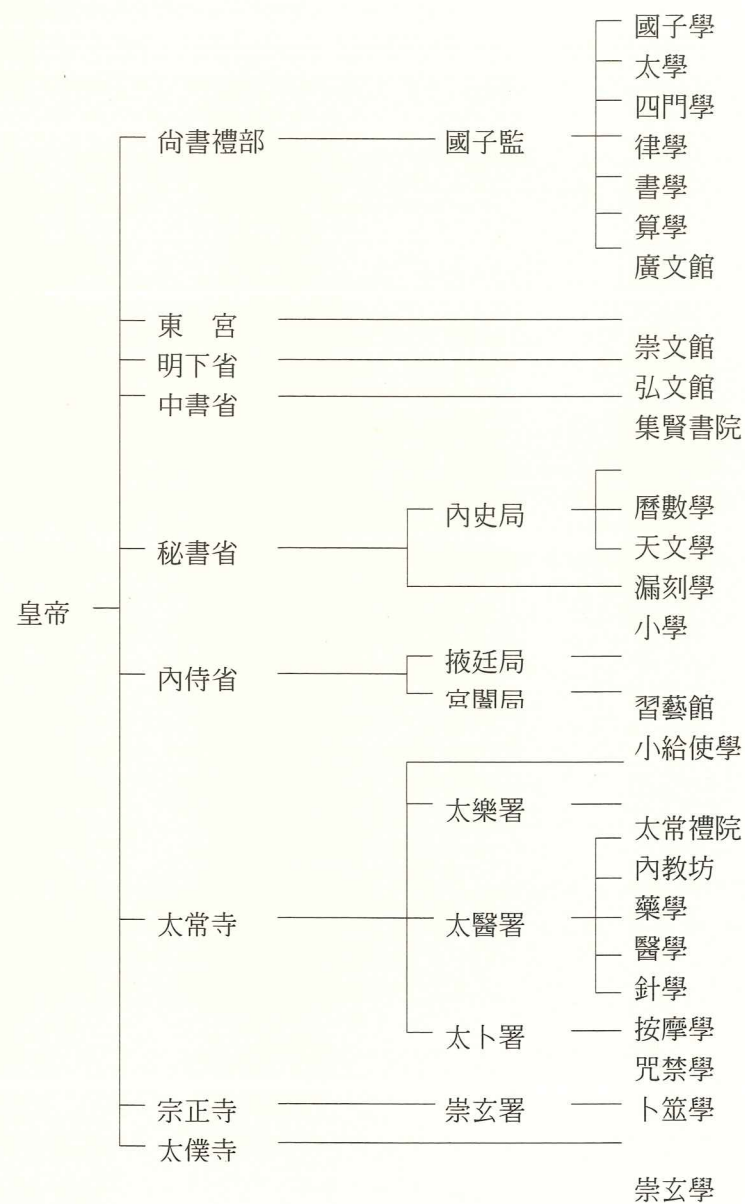 國子學
太學
四門學
尙書禮部 國子監 律學
書學
算學
廣文館
東 宮
崇文館
明下省
弘文館
中書省
集賢書院
內史局
曆數學
秘書省
天文學
漏刻學
皇帝
小學
掖廷局
內侍省
宮闈局
習藝館
小給使學
太樂署
太常禮院
內教坊
藥學
太常寺 太醫署
醫學
針學
太卜署 按摩學
咒禁學
宗正寺 崇玄署 卜筮學
太僕寺
崇玄學